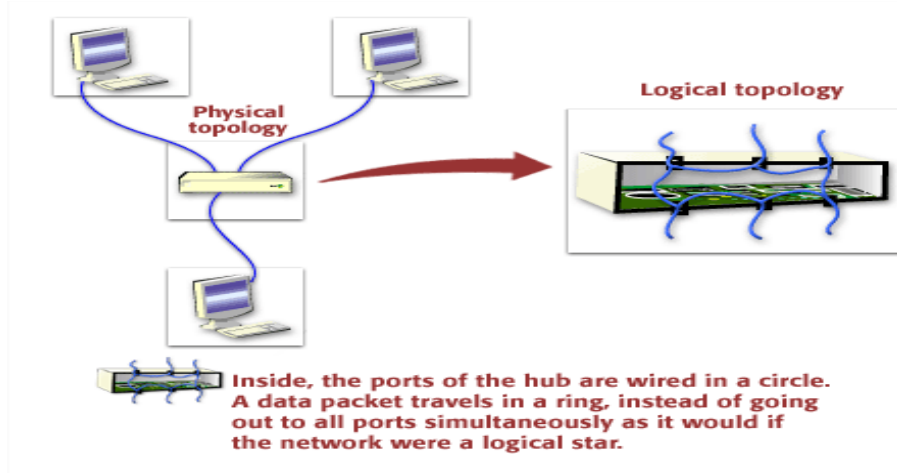 Physical
topology
Logical topology
Inside, the ports of the hub are wired in a circle.
A data packet travels in a ring, instead of going
out to all ports simultaneously as it would if
the network were a logical star.